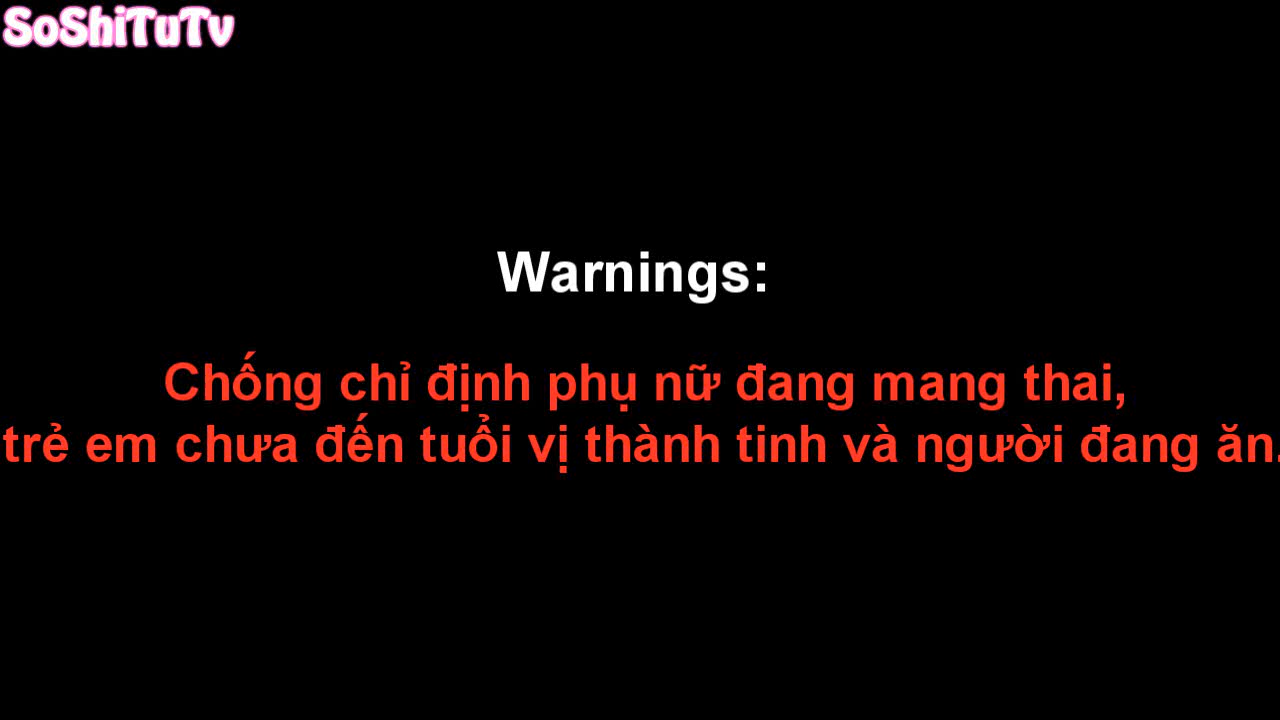 SoShiTuTv
Warnings:
Chống chỉ định phụ nữ đang mang thai,
trẻ em chưa đến tuổi vị thành tinh và người đang ăn.